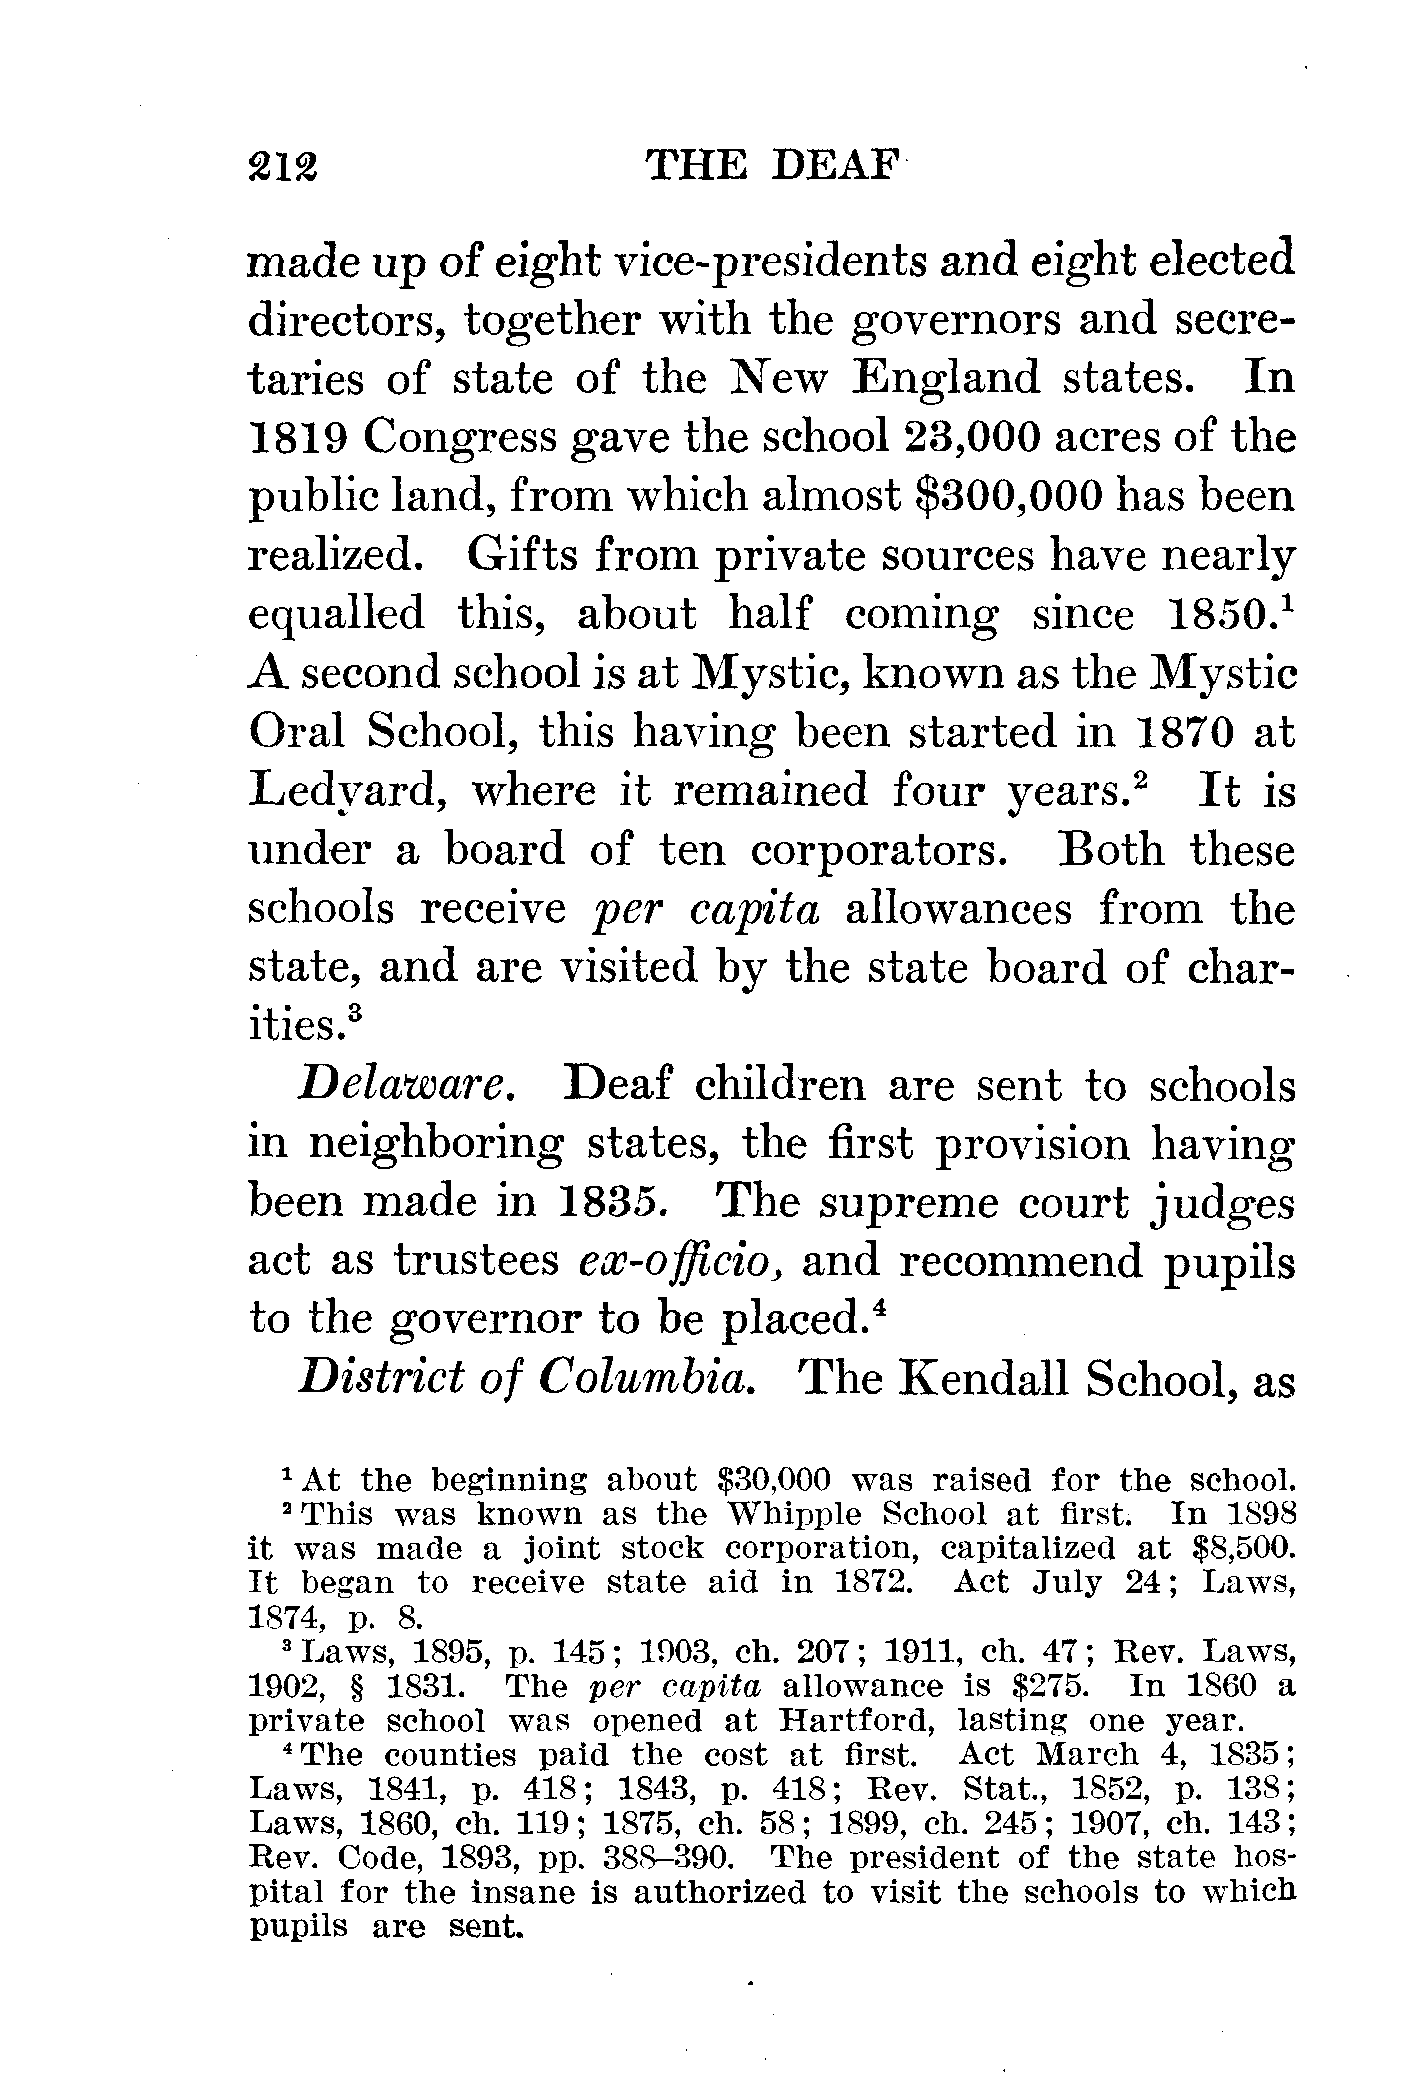 212 THE DEAF
made up of eight vice-presidents and eight elected
directors, together with the governors and secre-
taries of state of the New England states. In
1819 Congress gave the school 23,000 acres of the
public land, from which almost $300,000 has been
realized. Gifts from private sources have nearly
equalled this, about half coming since 1850.¹
A second school is at Mystic, known as the Mystic
Oral School, this having been started in 1870 at
Ledyard, where it remained four years.² It is
under a board of ten corporators. Both these
schools receive per capita allowances from the
state, and are visited by the state board of char-
ities.³
Delaware. Deaf children are sent to schools
in neighboring states, the first provision having
been made in 1835. The supreme court judges
act as trustees ex-officio, and recommend pupils
to the governor to be placed.⁴
District of Columbia. The Kendall School, as
¹ At the beginning about $30,000 was raised for the school.
² This was known as the Whipple School at first. In 1898
it was made a joint stock corporation, capitalized at $8,500.
It began to receive state aid in 1872. Act July 24; Laws,
1874, p. 8.
³ Laws, 1895, p. 145; 1903, ch. 207; 1911, ch. 47; Rev. Laws,
1902, § 1831. The per capita allowance is $275. In 1860 a
private school was opened at Hartford, lasting one year.
⁴ The counties paid the cost at first. Act March 4, 1835;
Laws, 1841, p. 418; 1843, p. 418; Rev. Stat., 1852, p. 138;
Laws, 1860, ch. 119; 1875, ch. 58; 1899, ch. 245; 1907, ch. 143;
Rev. Code, 1893, pp. 388–390. The president of the state hos-
pital for the insane is authorized to visit the schools to which
pupils are sent.